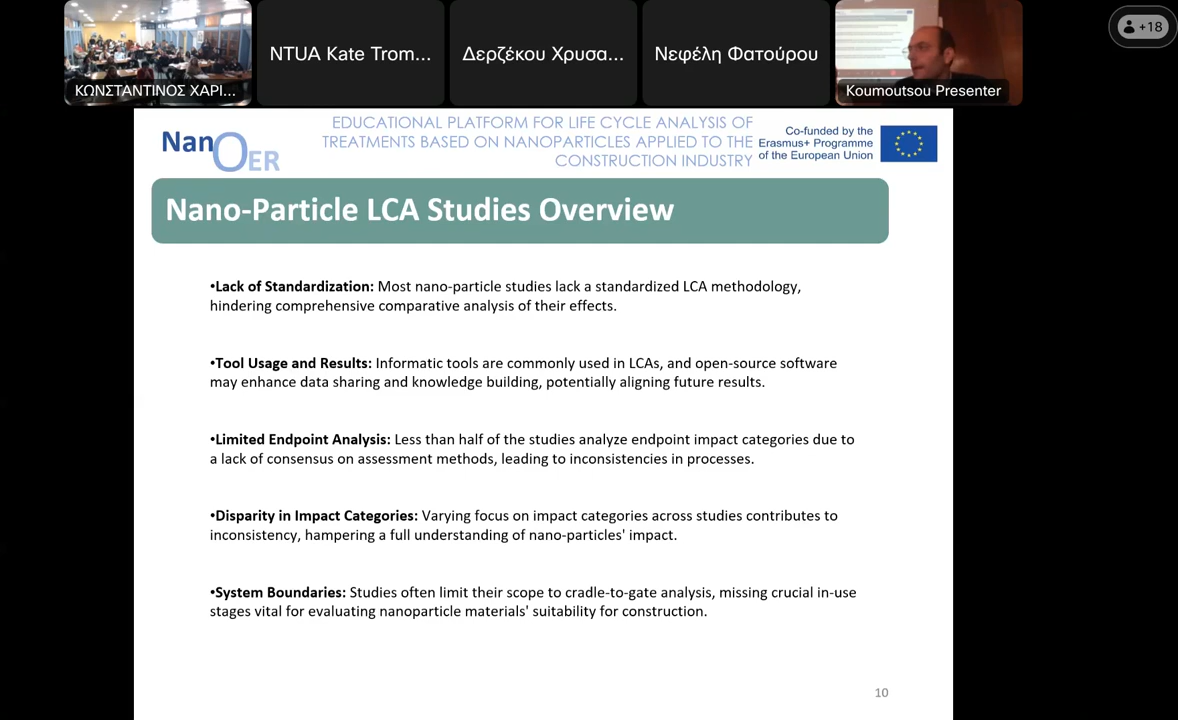 ΚΩΝΣΤΑΝΤΙΝΟΣ ΧΑΡΙ...
NTUA Kate Trom...
Δερζέκου Χρυσα...
Νεφέλη Φατούρου
Koumoutsou Presenter
+18
NanOER
EDUCATIONAL PLATFORM FOR LIFE CYCLE ANALYSIS OF
TREATMENTS BASED ON NANOPARTICLES APPLIED TO THE
CONSTRUCTION INDUSTRY
Co-funded by the
Erasmus+ Programme
of the European Union
Nano-Particle LCA Studies Overview
•Lack of Standardization: Most nano-particle studies lack a standardized LCA methodology,
hindering comprehensive comparative analysis of their effects.
•Tool Usage and Results: Informatic tools are commonly used in LCAs, and open-source software
may enhance data sharing and knowledge building, potentially aligning future results.
•Limited Endpoint Analysis: Less than half of the studies analyze endpoint impact categories due to
a lack of consensus on assessment methods, leading to inconsistencies in processes.
•Disparity in Impact Categories: Varying focus on impact categories across studies contributes to
inconsistency, hampering a full understanding of nano-particles' impact.
•System Boundaries: Studies often limit their scope to cradle-to-gate analysis, missing crucial in-use
stages vital for evaluating nanoparticle materials' suitability for construction.
10